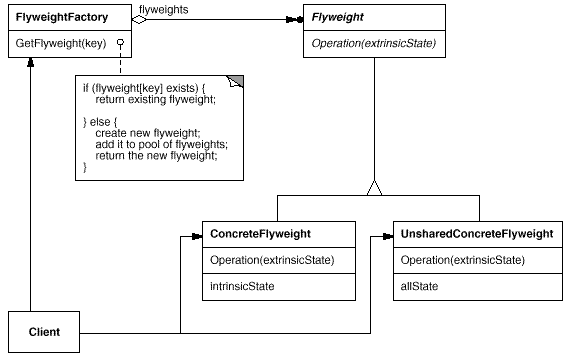 FlyweightFactory
flyweights
Flyweight
GetFlyweight(key)
Operation(extrinsicState)
if (flyweight[key] exists) {
return existing flyweight;
} else {
create new flyweight;
add it to pool of flyweights;
return the new flyweight;
}
ConcreteFlyweight
Operation(extrinsicState)
intrinsicState
UnsharedConcreteFlyweight
Operation(extrinsicState)
allState
Client